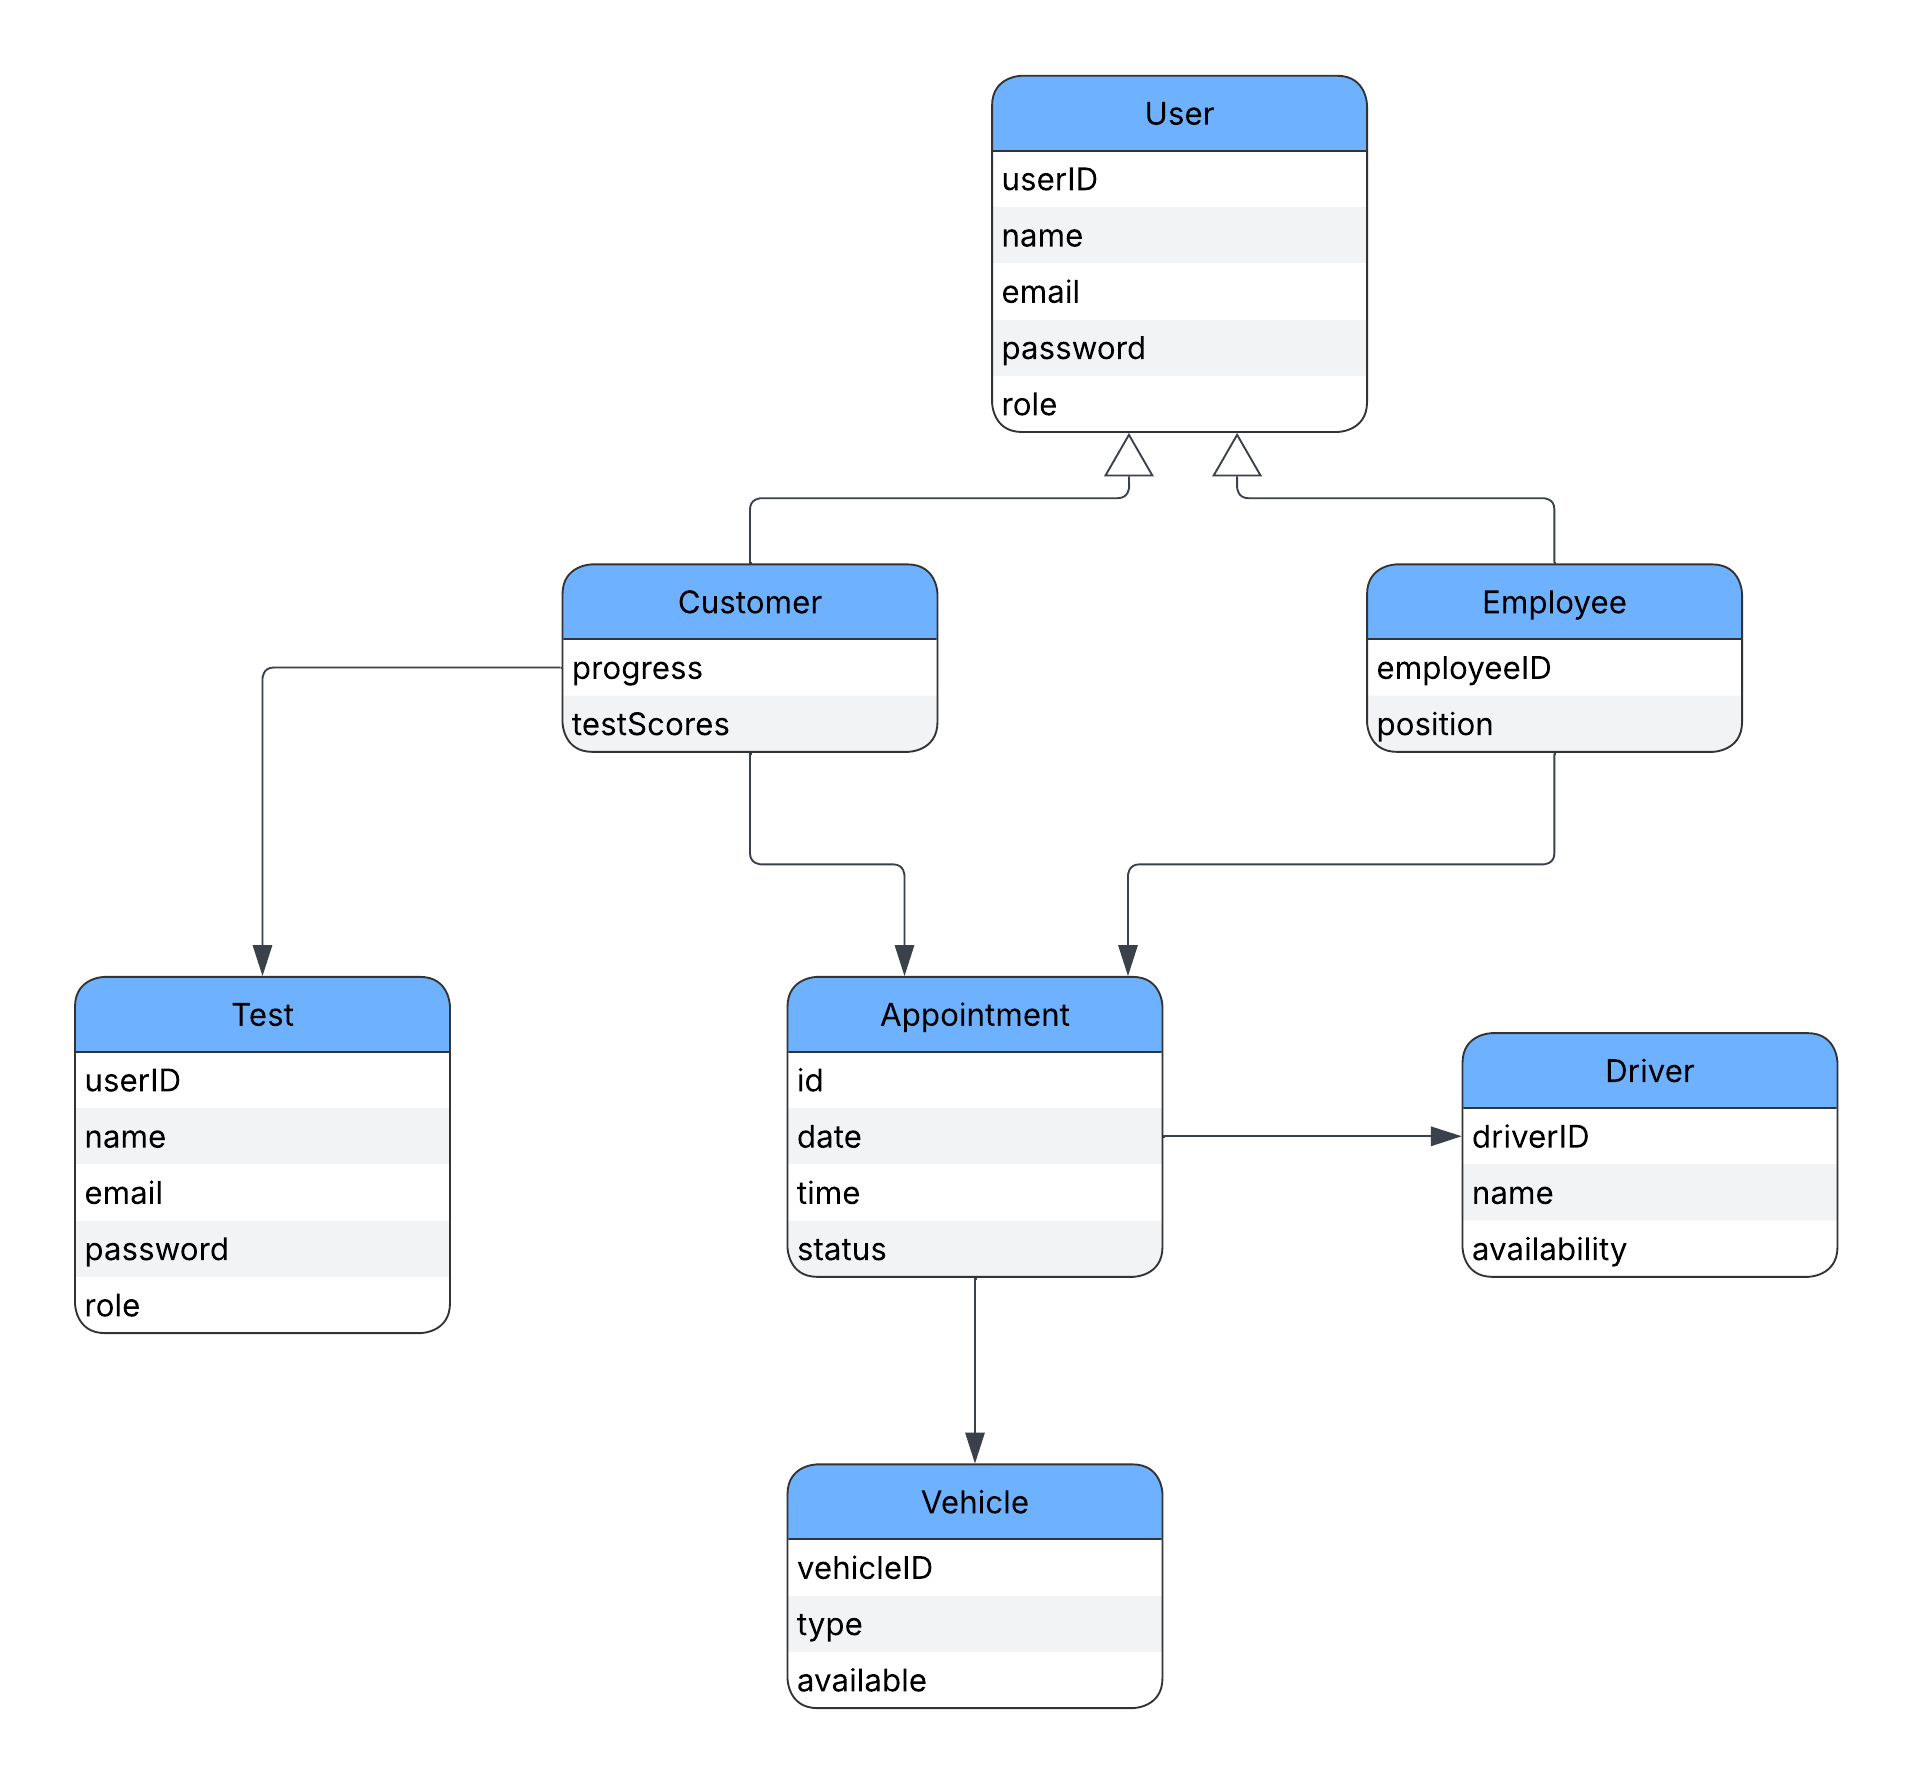 User
userID
name
email
password
role
Customer
progress
testScores
Employee
employeeID
position
Test
userID
name
email
password
role
Appointment
id
date
time
status
Driver
driverID
name
availability
Vehicle
vehicleID
type
available